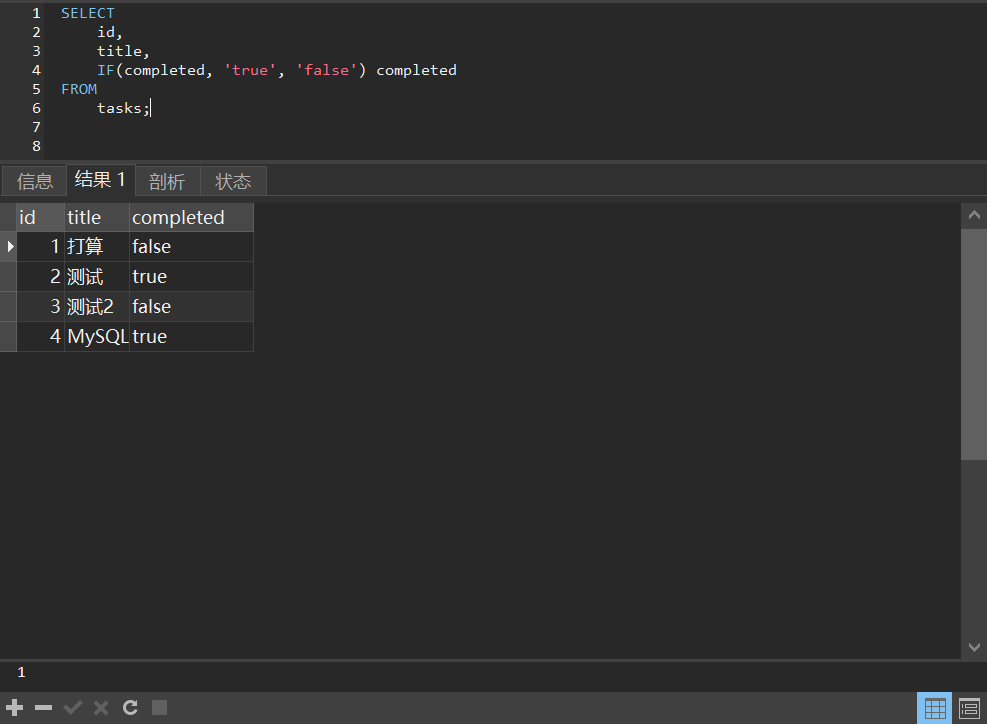 1 SELECT
2 id,
3 title,
4 IF(completed, 'true', 'false') completed
5 FROM
6 tasks;
7
8
信息 结果 1 剖析 状态
id title completed
1 打算 false
2 测试 true
3 测试2 false
4 MySQL true
1